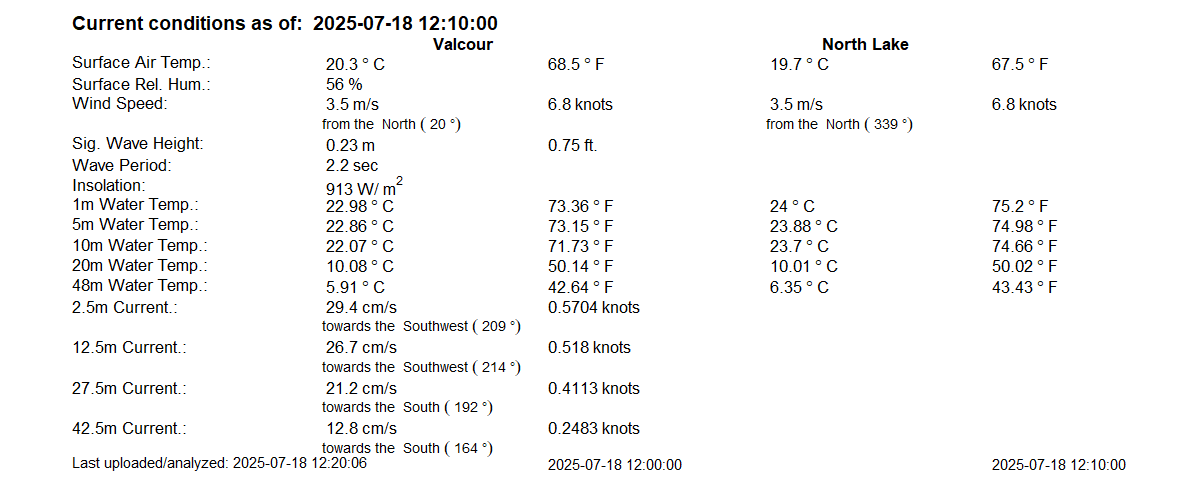 Current conditions as of: 2025-07-18 12:10:00
Valcour North Lake
Surface Air Temp.: 20.3 ° C 68.5 ° F 19.7 ° C 67.5 ° F
Surface Rel. Hum.: 56 %
Wind Speed: 3.5 m/s 6.8 knots 3.5 m/s 6.8 knots
from the North ( 20 °) from the North ( 339 °)
Sig. Wave Height: 0.23 m 0.75 ft.
Wave Period: 2.2 sec
Insolation: 913 W/ m²
1m Water Temp.: 22.98 ° C 73.36 ° F 24 ° C 75.2 ° F
5m Water Temp.: 22.86 ° C 73.15 ° F 23.88 ° C 74.98 ° F
10m Water Temp.: 22.07 ° C 71.73 ° F 23.7 ° C 74.66 ° F
20m Water Temp.: 10.08 ° C 50.14 ° F 10.01 ° C 50.02 ° F
48m Water Temp.: 5.91 ° C 42.64 ° F 6.35 ° C 43.43 ° F
2.5m Current.: 29.4 cm/s 0.5704 knots
towards the Southwest ( 209 °)
12.5m Current.: 26.7 cm/s 0.518 knots
towards the Southwest ( 214 °)
27.5m Current.: 21.2 cm/s 0.4113 knots
towards the South ( 192 °)
42.5m Current.: 12.8 cm/s 0.2483 knots
towards the South ( 164 °)
Last uploaded/analyzed: 2025-07-18 12:20:06 2025-07-18 12:00:00 2025-07-18 12:10:00